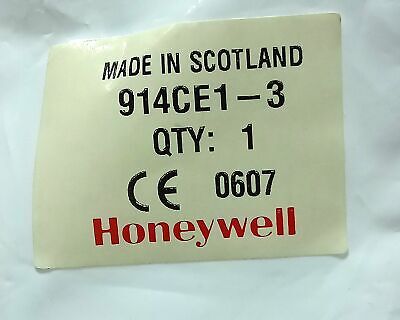 MADE IN SCOTLAND
914CE1-3
QTY: 1
CE 0607
Honeywell